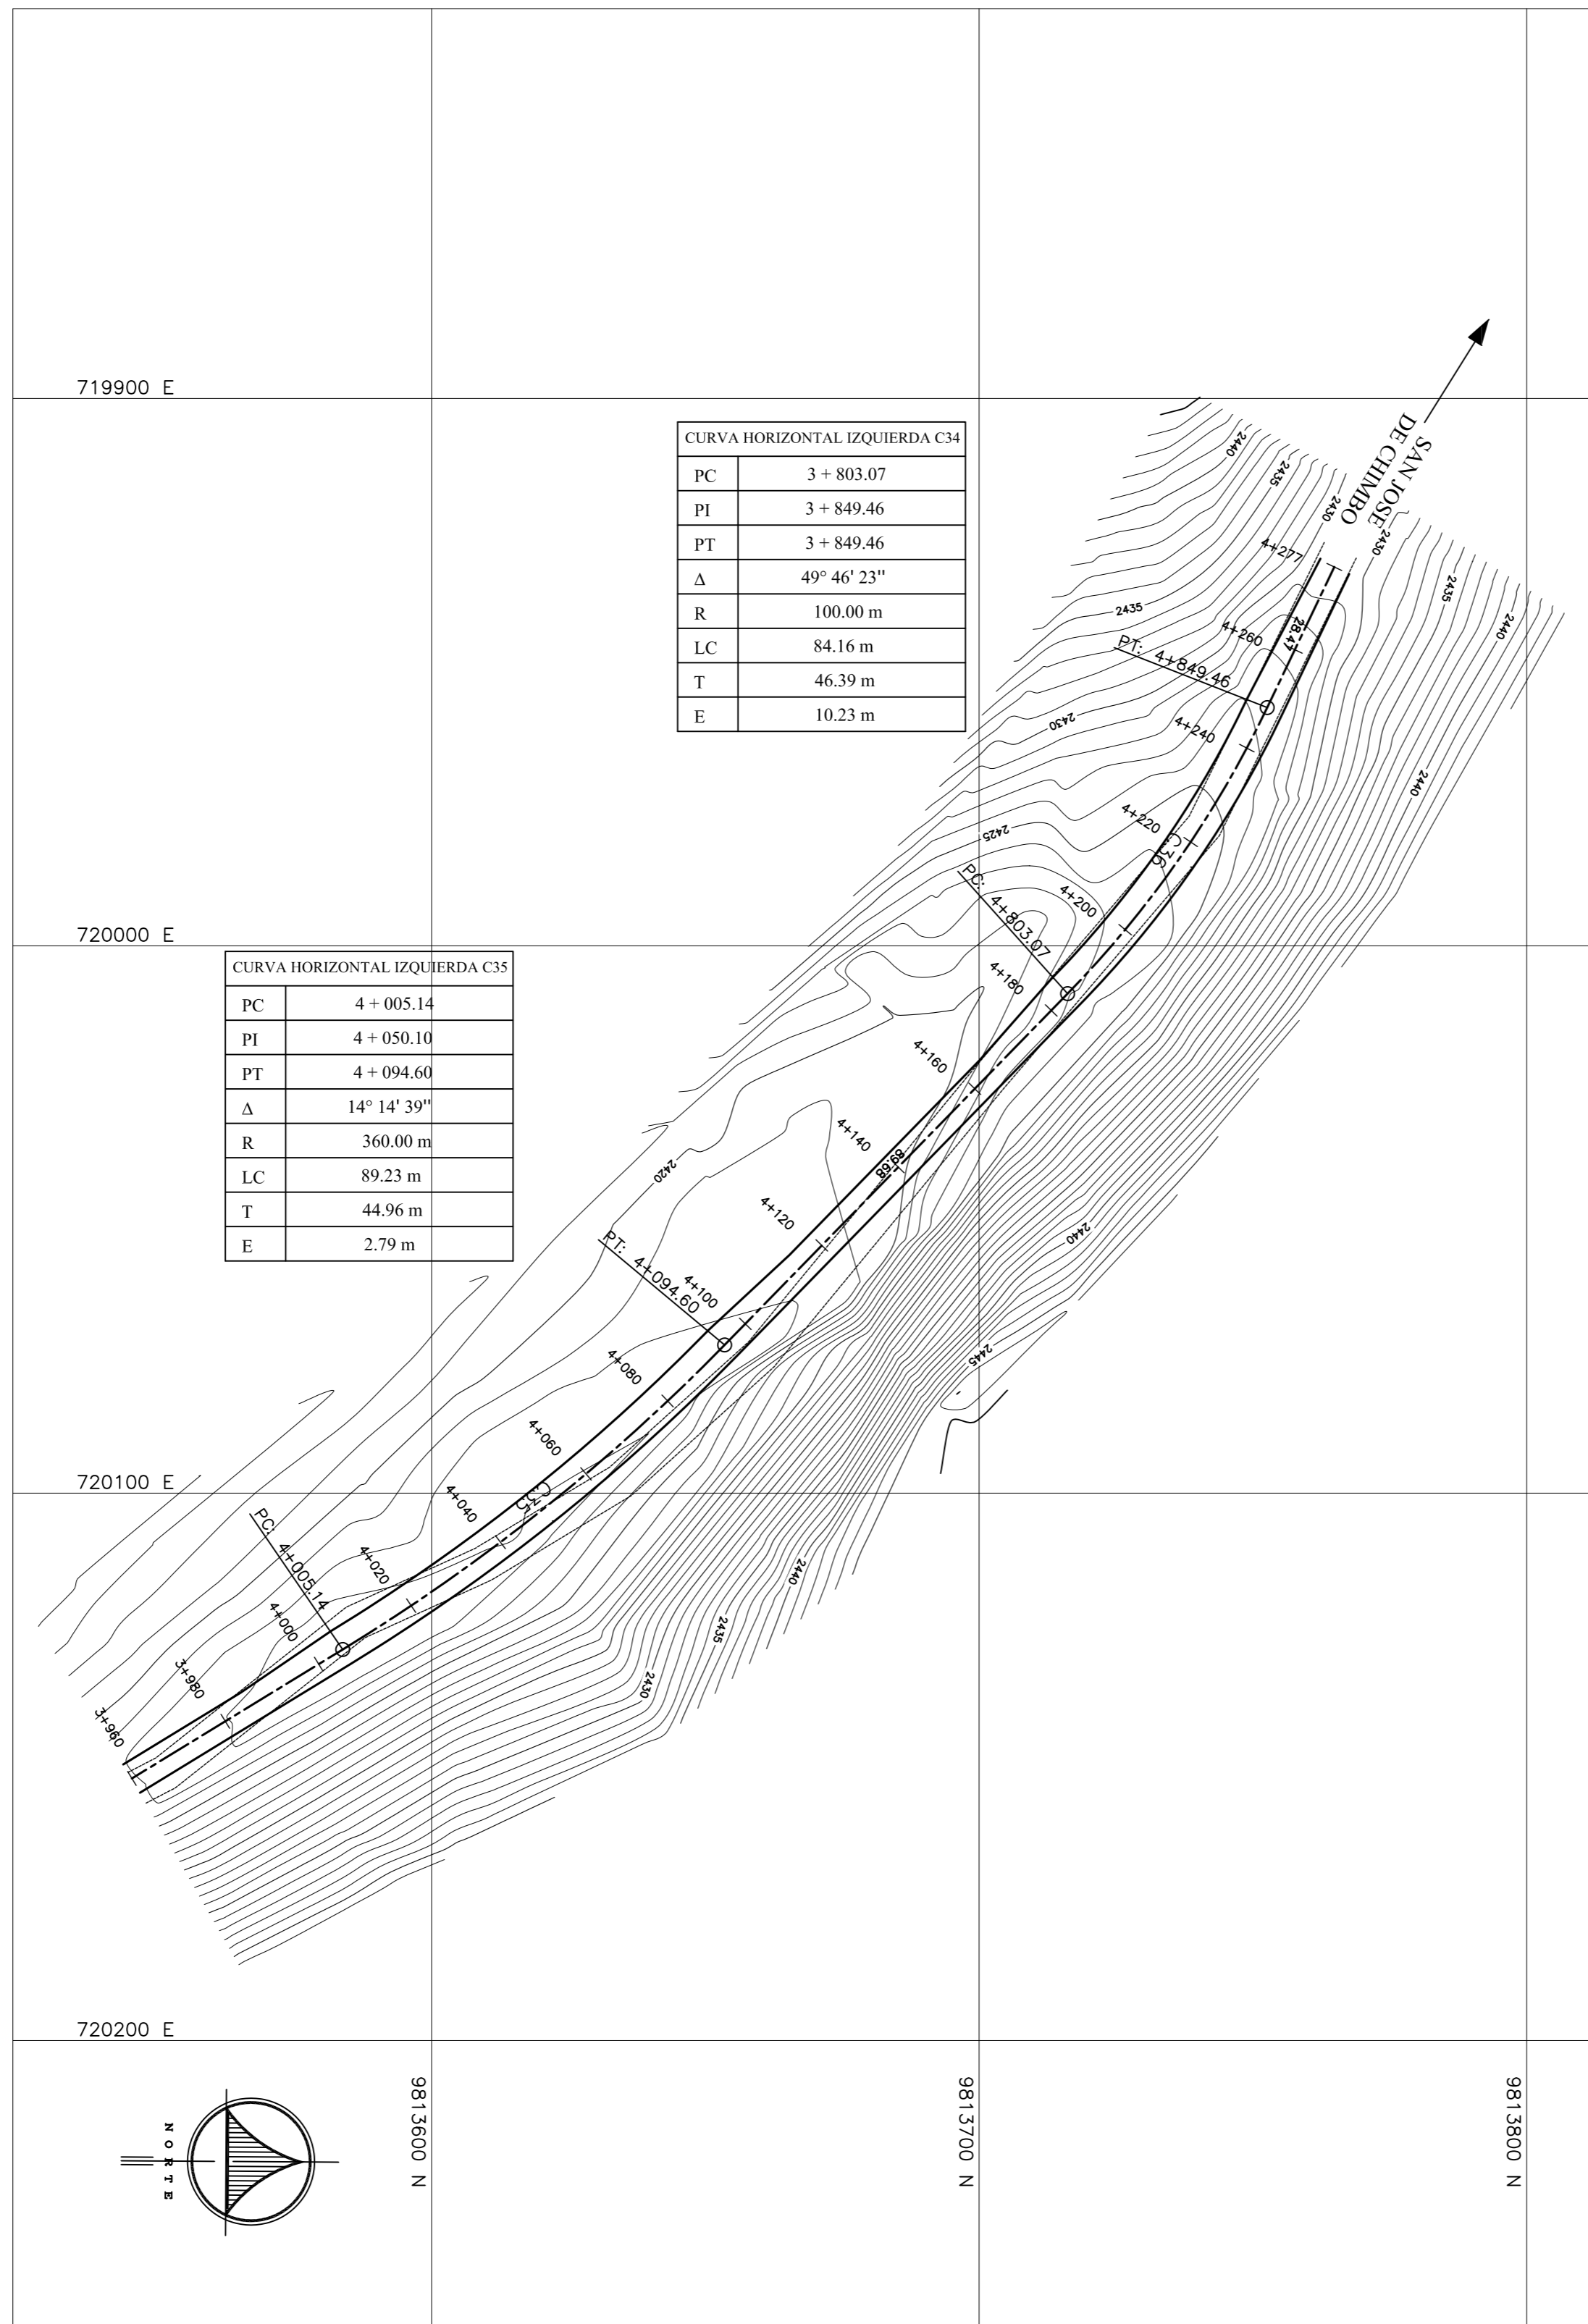 719900 E
SAN JOSE
DE CHIMBO
CURVA HORIZONTAL IZQUIERDA C34
PC 3 + 803.07
PI 3 + 849.46
PT 3 + 849.46
Δ 49° 46' 23''
R 100.00 m
LC 84.16 m
T 46.39 m
E 10.23 m
2440
2435
2430
2430
4+277
2435
2440
2435
4+260
28.47
PT: 4+849.46
2430
4+240
2440
4+220
2425
C36
PC: 4+803.07
4+200
720000 E
4+180
CURVA HORIZONTAL IZQUIERDA C35
PC 4 + 005.14
PI 4 + 050.10
PT 4 + 094.60
Δ 14° 14' 39''
R 360.00 m
LC 89.23 m
T 44.96 m
E 2.79 m
4+160
4+140
89.68
2420
4+120
2440
PT: 4+094.60
4+100
2445
4+080
4+060
720100 E
4+040
C35
PC: 4+005.14
4+020
2440
4+000
2435
3+980
2430
3+960
720200 E
9813600 N
9813700 N
9813800 N
NORTE